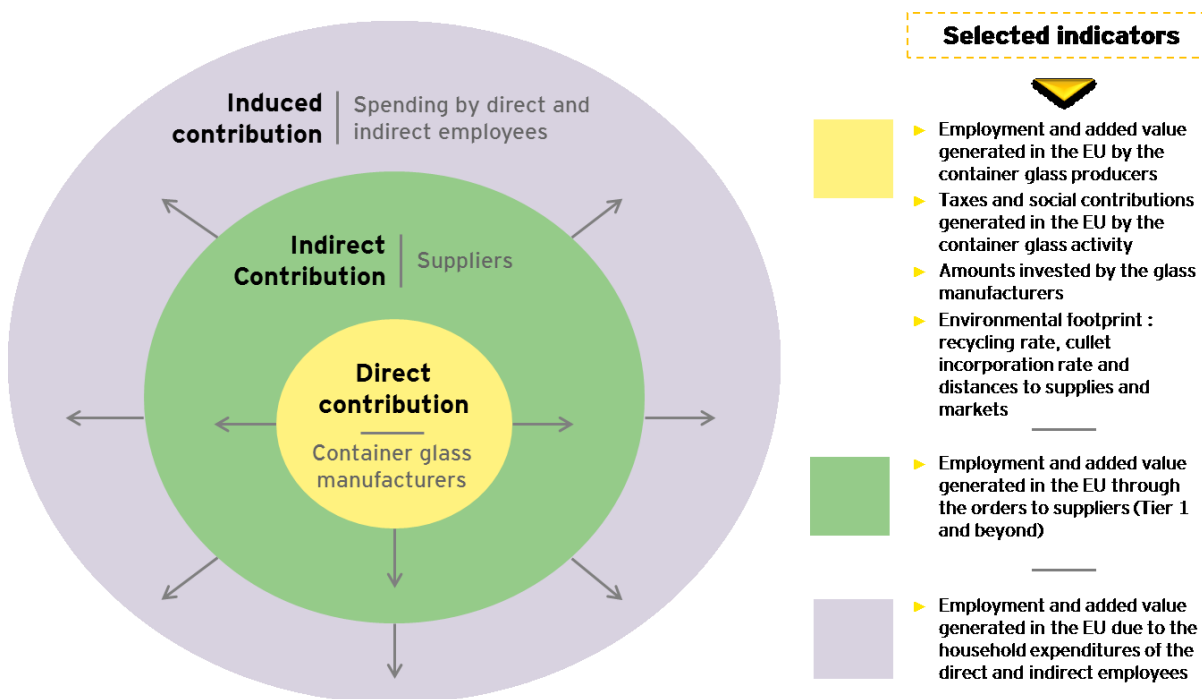 Induced
contribution
Spending by direct and
indirect employees
Indirect
Contribution
Suppliers
Direct
contribution
Container glass
manufacturers
Selected indicators
Employment and added value
generated in the EU by the
container glass producers
Taxes and social contributions
generated in the EU by the
container glass activity
Amounts invested by the glass
manufacturers
Environmental footprint :
recycling rate, cullet
incorporation rate and
distances to supplies and
markets
Employment and added value
generated in the EU through
the orders to suppliers (Tier 1
and beyond)
Employment and added value
generated in the EU due to the
household expenditures of the
direct and indirect employees